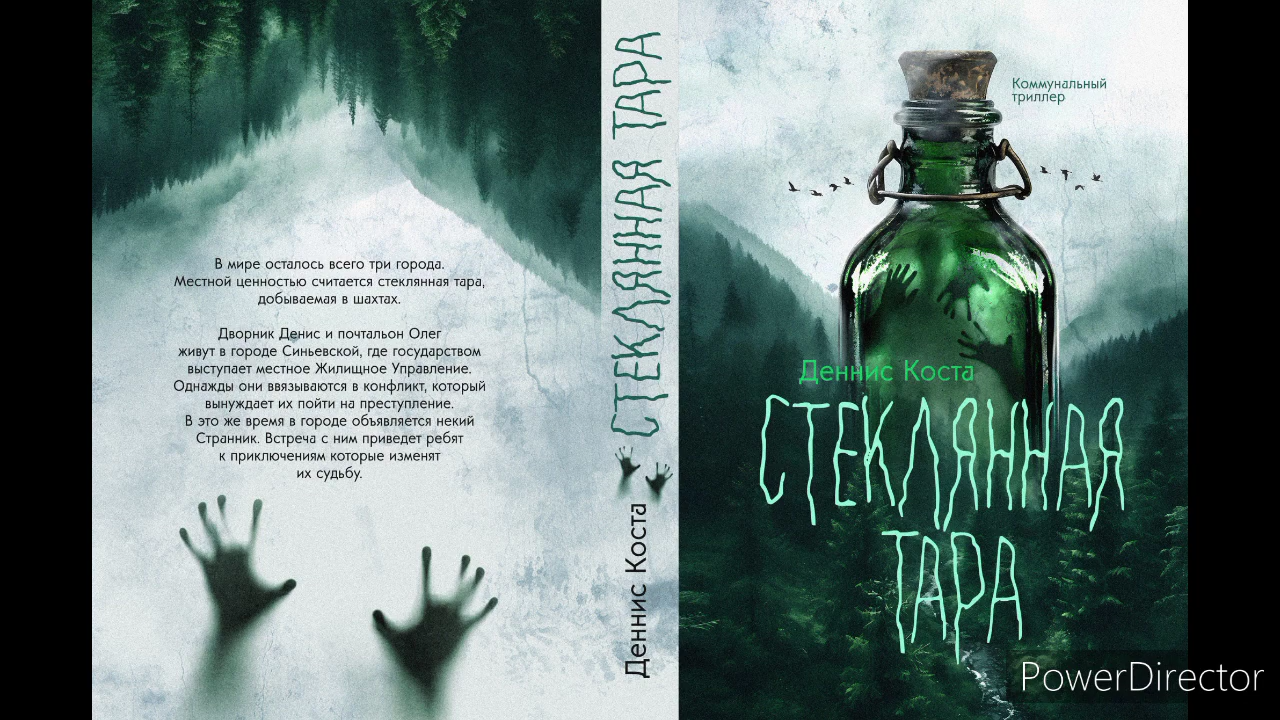 В мире осталось всего три города.
Местной ценностью считается стеклянная тара,
добываемая в шахтах.
Дворник Денис и почтальон Олег
живут в городе Синьевской, где государством
выступает местное Жилищное Управление.
Однажды они ввязываются в конфликт, который
вынуждает их пойти на преступление.
В это же время в городе объявляется некий
Странник. Встреча с ним приведет ребят
к приключениям которые изменят
их судьбу.
СТЕКЛЯННАЯ ТАРА
Деннис Коста
Коммунальный
триллер
Деннис Коста
СТЕКЛЯННАЯ
ТАРА
PowerDirector